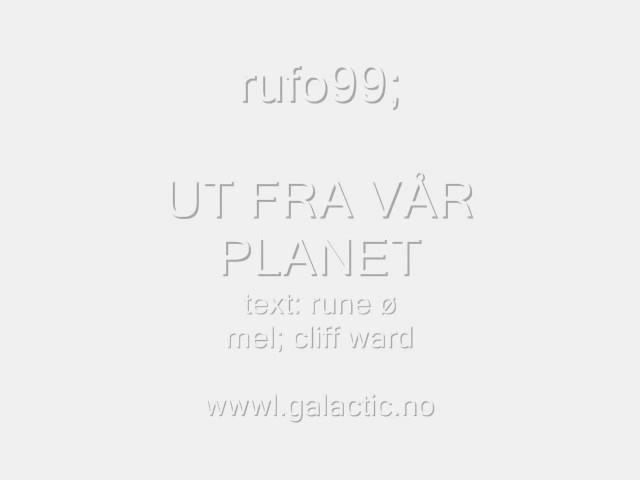 rufo99;
UT FRA VÅR
PLANET
text: rune ø
mel; cliff ward
wwwl.galactic.no